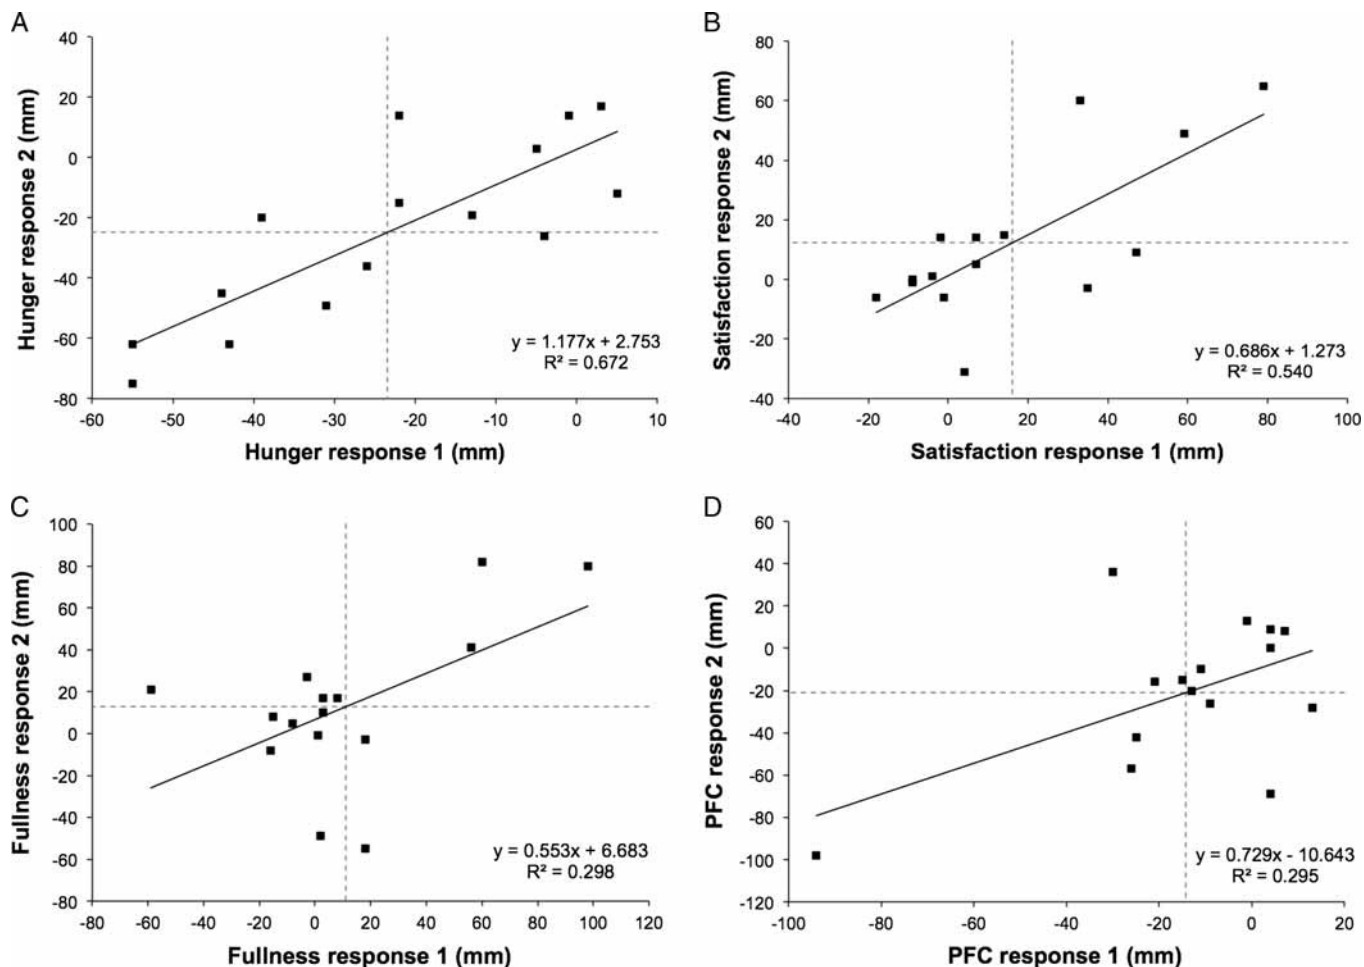 A
Hunger response 2 (mm)
40
20
0
-20
-40
-60
-80
-60 -50 -40 -30 -20 -10 0 10
y = 1.177x + 2.753
R² = 0.672
Hunger response 1 (mm)
B
Satisfaction response 2 (mm)
80
60
40
20
0
-20
-40
-40 -20 0 20 40 60 80 100
y = 0.686x + 1.273
R² = 0.540
Satisfaction response 1 (mm)
C
Fullness response 2 (mm)
100
80
60
40
20
0
-20
-40
-60
-80
-80 -60 -40 -20 0 20 40 60 80 100 120
y = 0.553x + 6.683
R² = 0.298
Fullness response 1 (mm)
D
PFC response 2 (mm)
60
40
20
0
-20
-40
-60
-80
-100
-120
-100 -80 -60 -40 -20 0 20
y = 0.729x - 10.643
R² = 0.295
PFC response 1 (mm)